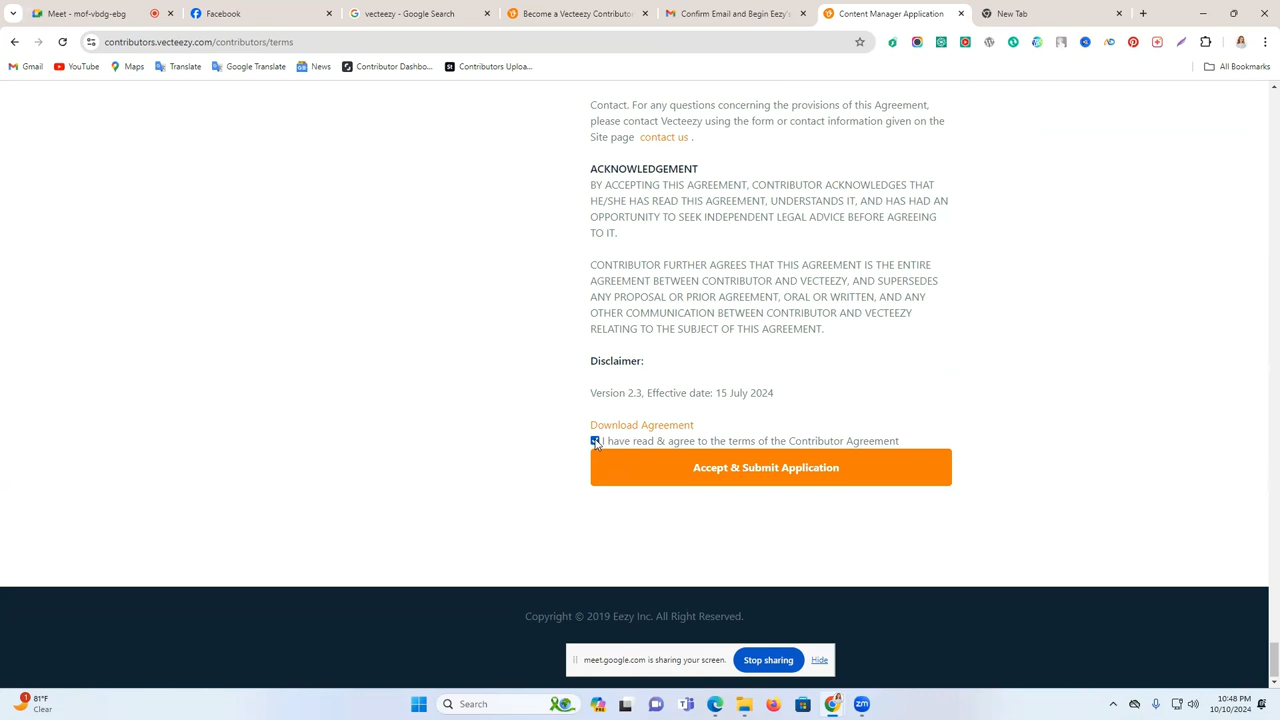 Meet - mof-vbdg-ebg
Facebook
vecteezy - Google Search
Become a Vecteezy Contributo
Gmail Begin Eezy's
Content Manager Application
New Tab
contributors.vecteezy.com/contributor/terms
Gmail
YouTube
Maps
Translate
Google Translate
News
Contributor Dashbo...
Contributors Uploa...
All Bookmarks
Contact. For any questions concerning the provisions of this Agreement,
please contact Vecteezy using the form or contact information given on the
Site page contact us .
ACKNOWLEDGEMENT
BY ACCEPTING THIS AGREEMENT, CONTRIBUTOR ACKNOWLEDGES THAT
HE/SHE HAS READ THIS AGREEMENT, UNDERSTANDS IT, AND HAS HAD AN
OPPORTUNITY TO SEEK INDEPENDENT LEGAL ADVICE BEFORE AGREEING
TO IT.
CONTRIBUTOR FURTHER AGREES THAT THIS AGREEMENT IS THE ENTIRE
AGREEMENT BETWEEN CONTRIBUTOR AND VECTEEZY, AND SUPERSEDES
ANY PROPOSAL OR PRIOR AGREEMENT, ORAL OR WRITTEN, AND ANY
OTHER COMMUNICATION BETWEEN CONTRIBUTOR AND VECTEEZY
RELATING TO THE SUBJECT OF THIS AGREEMENT.
Disclaimer:
Version 2.3, Effective date: 15 July 2024
Download Agreement
I have read & agree to the terms of the Contributor Agreement
Accept & Submit Application
Copyright © 2019 Eezy Inc. All Right Reserved.
meet.google.com is sharing your screen.
Stop sharing
Hide
81°F
Clear
Search
10:48 PM
10/10/2024